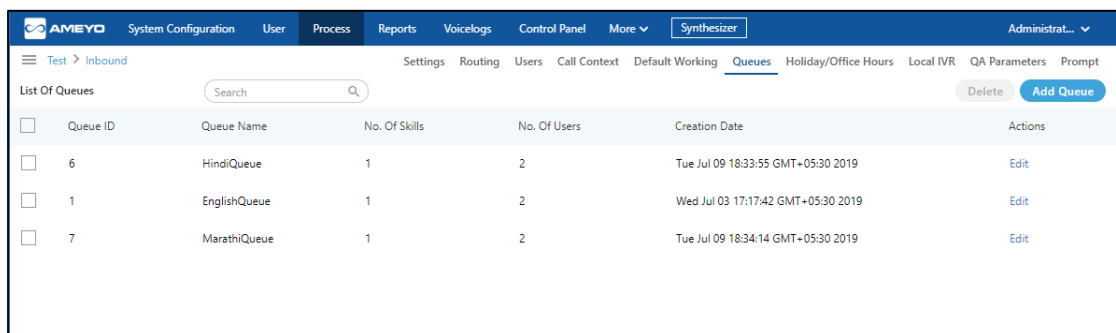 AMEYO System Configuration User Process Reports Voicelogs Control Panel More Synthesizer Administrat...
Test > Inbound Settings Routing Users Call Context Default Working Queues Holiday/Office Hours Local IVR QA Parameters Prompt
List Of Queues Search Delete Add Queue
Queue ID Queue Name No. Of Skills No. Of Users Creation Date Actions
6 HindiQueue 1 2 Tue Jul 09 18:33:55 GMT+05:30 2019 Edit
1 EnglishQueue 1 2 Wed Jul 03 17:17:42 GMT+05:30 2019 Edit
7 MarathiQueue 1 2 Tue Jul 09 18:34:14 GMT+05:30 2019 Edit